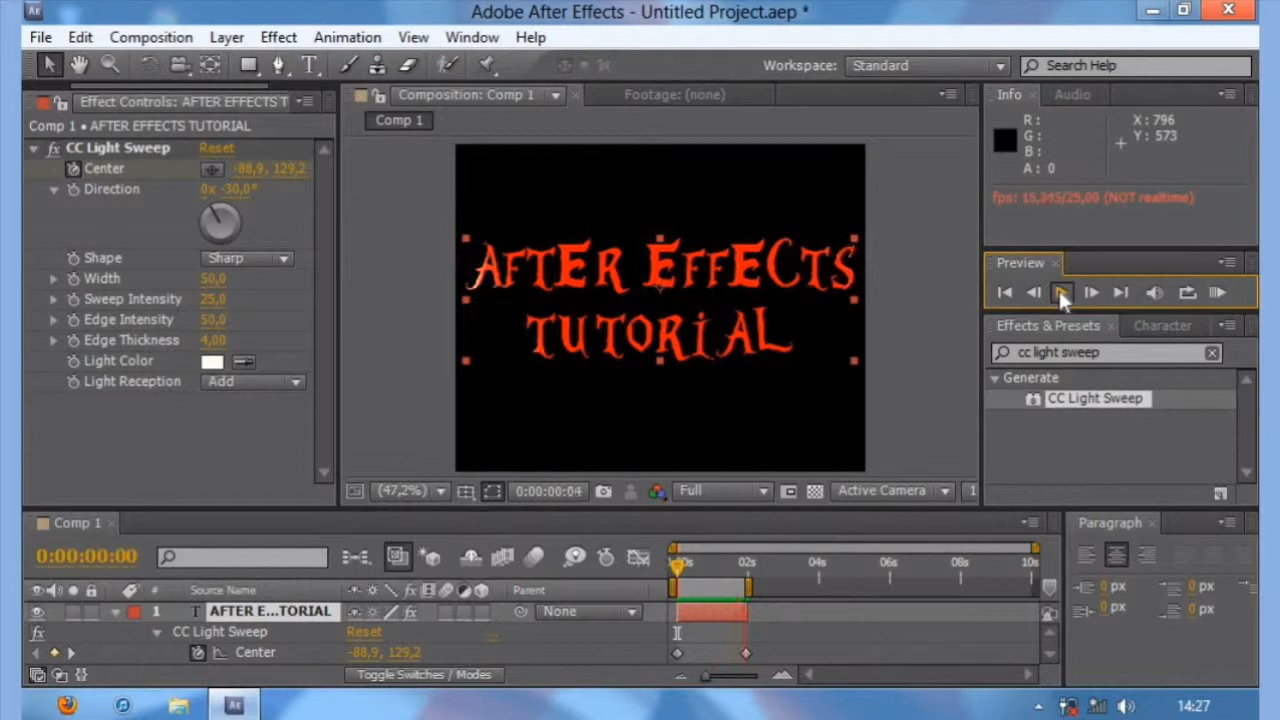 Adobe After Effects - Untitled Project.aep *
File Edit Composition Layer Effect Animation View Window Help
Workspace: Standard Search Help
Effect Controls: AFTER EFFECTS T
Comp 1 • AFTER EFFECTS TUTORIAL
fx CC Light Sweep Reset
Center -88,9, 129,2
Direction 0x -30,0°
Shape Sharp
Width 50,0
Sweep Intensity 25,0
Edge Intensity 50,0
Edge Thickness 4,00
Light Color
Light Reception Add
Composition: Comp 1 Footage: (none)
Comp 1
AFTER EFFECTS
TUTORIAL
(47,2%) 0:00:00:04 Full Active Camera 1
Info Audio
R: X: 796
G: Y: 573
B:
A: 0
fps: 15,345/25,00 (NOT realtime)
Preview
Effects & Presets Character
cc light sweep
Generate
CC Light Sweep
Comp 1
0:00:00:00
02s 04s 06s 08s 10s
Source Name Parent
1 T AFTER E...TORIAL None
CC Light Sweep Reset
Center -88,9, 129,2
Toggle Switches / Modes
Paragraph
0 px 0 px
0 px 0 px
14:27